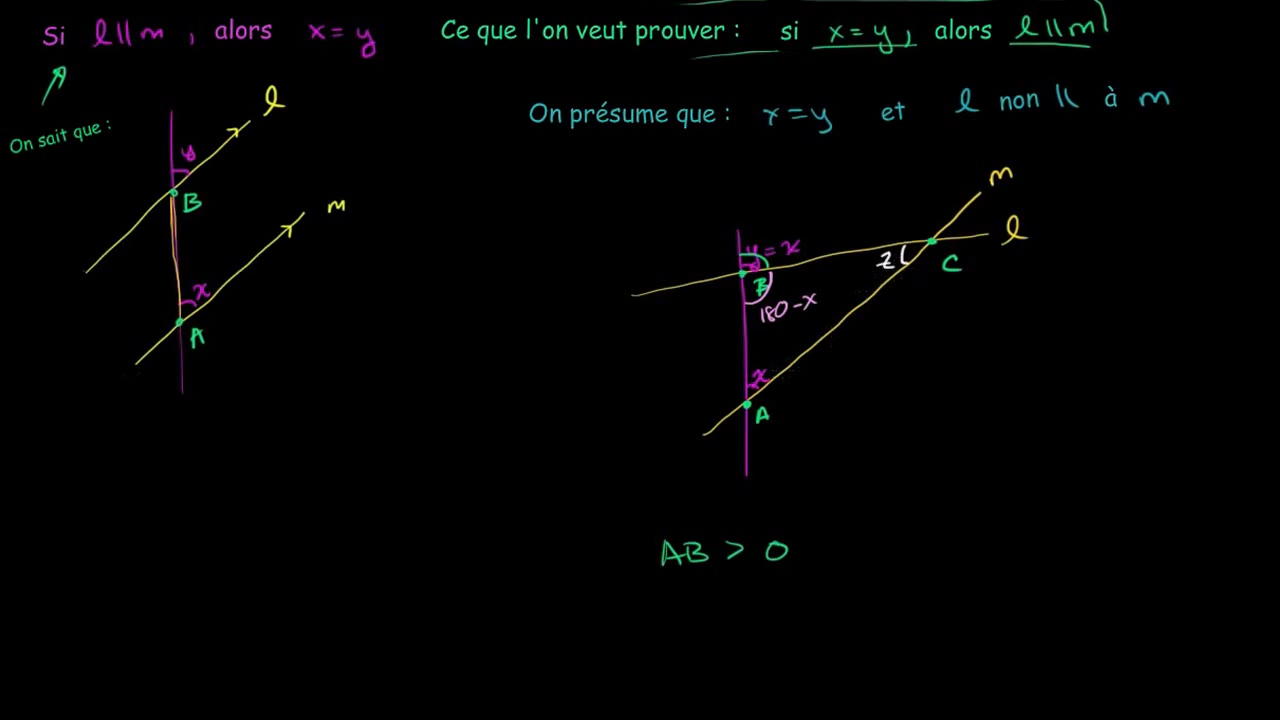 Si l || m , alors x = y
Ce que l'on veut prouver : si x = y, alors l || m
On sait que :
On présume que : x = y et l non || à m
l
y
B
m
x
A
m
l
y = x
B
z
C
180 - x
x
A
AB > 0